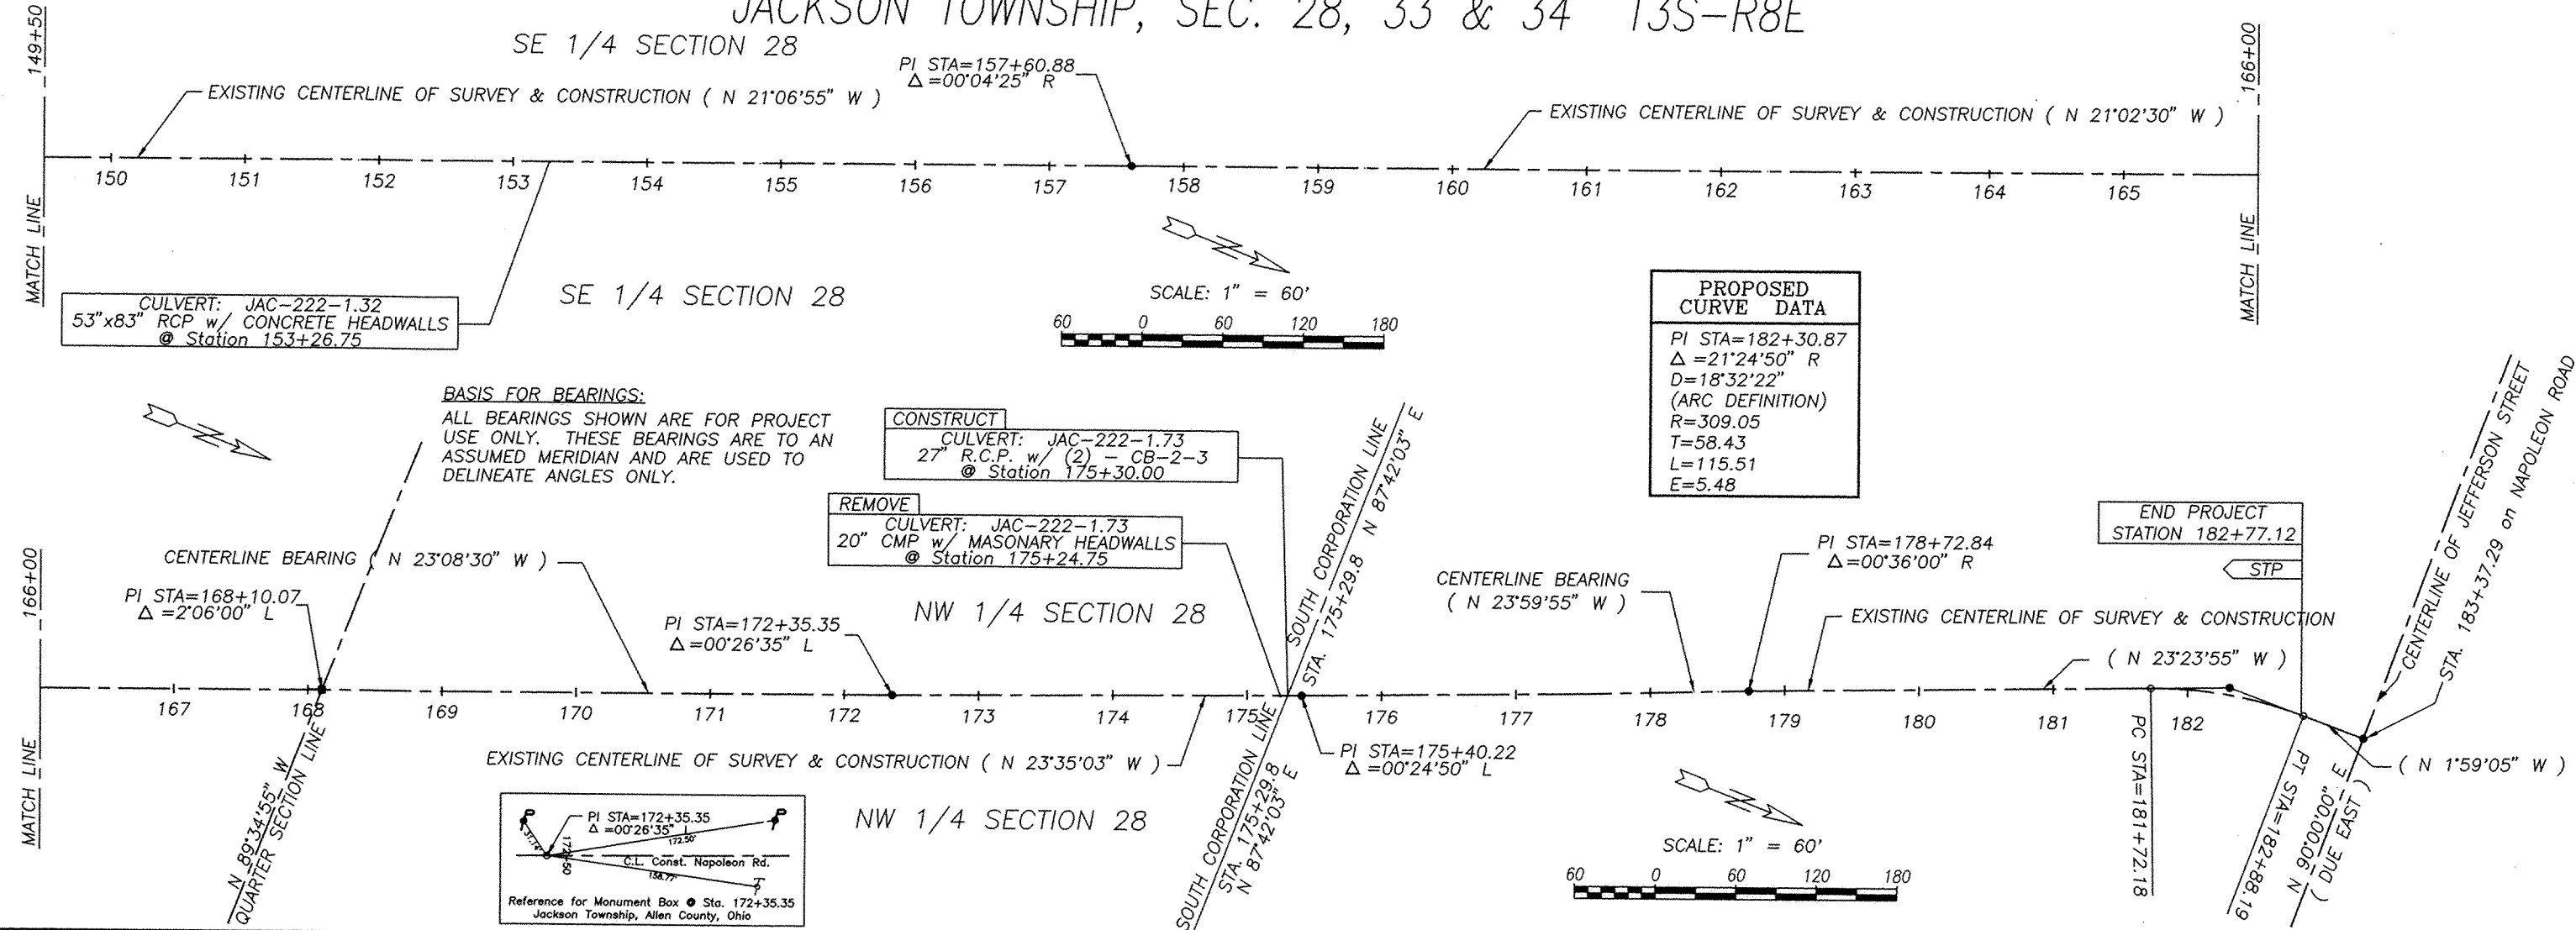 JACKSON TOWNSHIP, SEC. 28, 33 & 34 T3S-R8E
149+50
MATCH LINE
SE 1/4 SECTION 28
EXISTING CENTERLINE OF SURVEY & CONSTRUCTION ( N 21°06'55" W )
PI STA=157+60.88
Δ =00°04'25" R
EXISTING CENTERLINE OF SURVEY & CONSTRUCTION ( N 21°02'30" W )
166+00
MATCH LINE
150 151 152 153 154 155 156 157 158 159 160 161 162 163 164 165
CULVERT: JAC-222-1.32
53"x83" RCP w/ CONCRETE HEADWALLS
@ Station 153+26.75
SE 1/4 SECTION 28
N
SCALE: 1" = 60'
60 0 60 120 180
PROPOSED
CURVE DATA
PI STA=182+30.87
Δ =21°24'50" R
D=18°32'22"
(ARC DEFINITION)
R=309.05
T=58.43
L=115.51
E=5.48
N
BASIS FOR BEARINGS:
ALL BEARINGS SHOWN ARE FOR PROJECT
USE ONLY. THESE BEARINGS ARE TO AN
ASSUMED MERIDIAN AND ARE USED TO
DELINEATE ANGLES ONLY.
CONSTRUCT
CULVERT: JAC-222-1.73
27" R.C.P. w/ (2) - CB-2-3
@ Station 175+30.00
REMOVE
CULVERT: JAC-222-1.73
20" CMP w/ MASONARY HEADWALLS
@ Station 175+24.75
SOUTH CORPORATION LINE
STA. 175+29.8 N 87°42'03" E
166+00
MATCH LINE
CENTERLINE BEARING ( N 23°08'30" W )
PI STA=168+10.07
Δ =2°06'00" L
PI STA=172+35.35
Δ =00°26'35" L
NW 1/4 SECTION 28
CENTERLINE BEARING
( N 23°59'55" W )
PI STA=178+72.84
Δ =00°36'00" R
EXISTING CENTERLINE OF SURVEY & CONSTRUCTION
( N 23°23'55" W )
END PROJECT
STATION 182+77.12
STP
CENTERLINE OF JEFFERSON STREET
STA. 183+37.29 on NAPOLEON ROAD
167 168 169 170 171 172 173 174 175 176 177 178 179 180 181 182
N 89°34'55" W
QUARTER SECTION LINE
EXISTING CENTERLINE OF SURVEY & CONSTRUCTION ( N 23°35'03" W )
PI STA=175+40.22
Δ =00°24'50" L
SOUTH CORPORATION LINE
STA. 175+29.8
N 87°42'03" E
NW 1/4 SECTION 28
PI STA=172+35.35
Δ =00°26'35" L
172.50'
172+50
C.L. Const. Napoleon Rd.
158.77'
Reference for Monument Box @ Sta. 172+35.35
Jackson Township, Allen County, Ohio
N
SCALE: 1" = 60'
60 0 60 120 180
PC STA=181+72.18
PT STA=182+88.19
N 90°00'00" E
( DUE EAST )
( N 1°59'05" W )